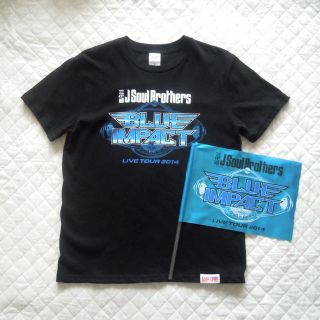 J Soul Brothers
BLUE
IMPACT
LIVE TOUR 2014
J Soul Brothers
BLUE
IMPACT
LIVE TOUR 2014